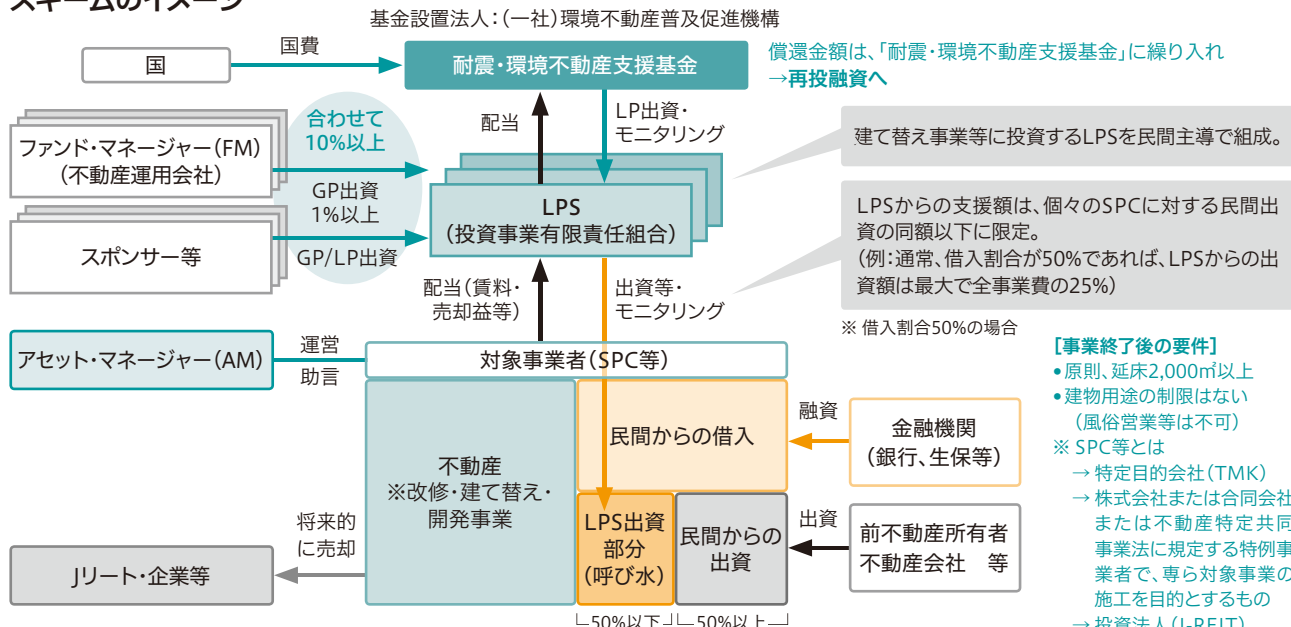 スキームのイメージ
基金設置法人：（一社）環境不動産普及促進機構
国
国費
耐震・環境不動産支援基金
償還金額は、「耐震・環境不動産支援基金」に繰り入れ
→再投融資へ
ファンド・マネージャー（FM）
（不動産運用会社）
合わせて
10%以上
GP出資
1%以上
スポンサー等
GP/LP出資
配当
LP出資・
モニタリング
LPS
（投資事業有限責任組合）
建て替え事業等に投資するLPSを民間主導で組成。
LPSからの支援額は、個々のSPCに対する民間出
資の同額以下に限定。
（例：通常、借入割合が50%であれば、LPSからの出
資額は最大で全事業費の25%）
※ 借入割合50%の場合
配当（賃料・
売却益等）
出資等・
モニタリング
アセット・マネージャー（AM）
運営
助言
対象事業者（SPC等）
不動産
※改修・建て替え・
開発事業
民間からの借入
融資
金融機関
（銀行、生保等）
LPS出資
部分
（呼び水）
民間からの
出資
出資
前不動産所有者
不動産会社　等
将来的
に売却
Jリート・企業等
50%以下
50%以上
［事業終了後の要件］
•原則、延床2,000㎡以上
•建物用途の制限はない
（風俗営業等は不可）
※ SPC等とは
→ 特定目的会社（TMK）
→ 株式会社または合同会社
または不動産特定共同
事業法に規定する特例事
業者で、専ら対象事業の
施工を目的とするもの
→ 投資法人（J-REIT）